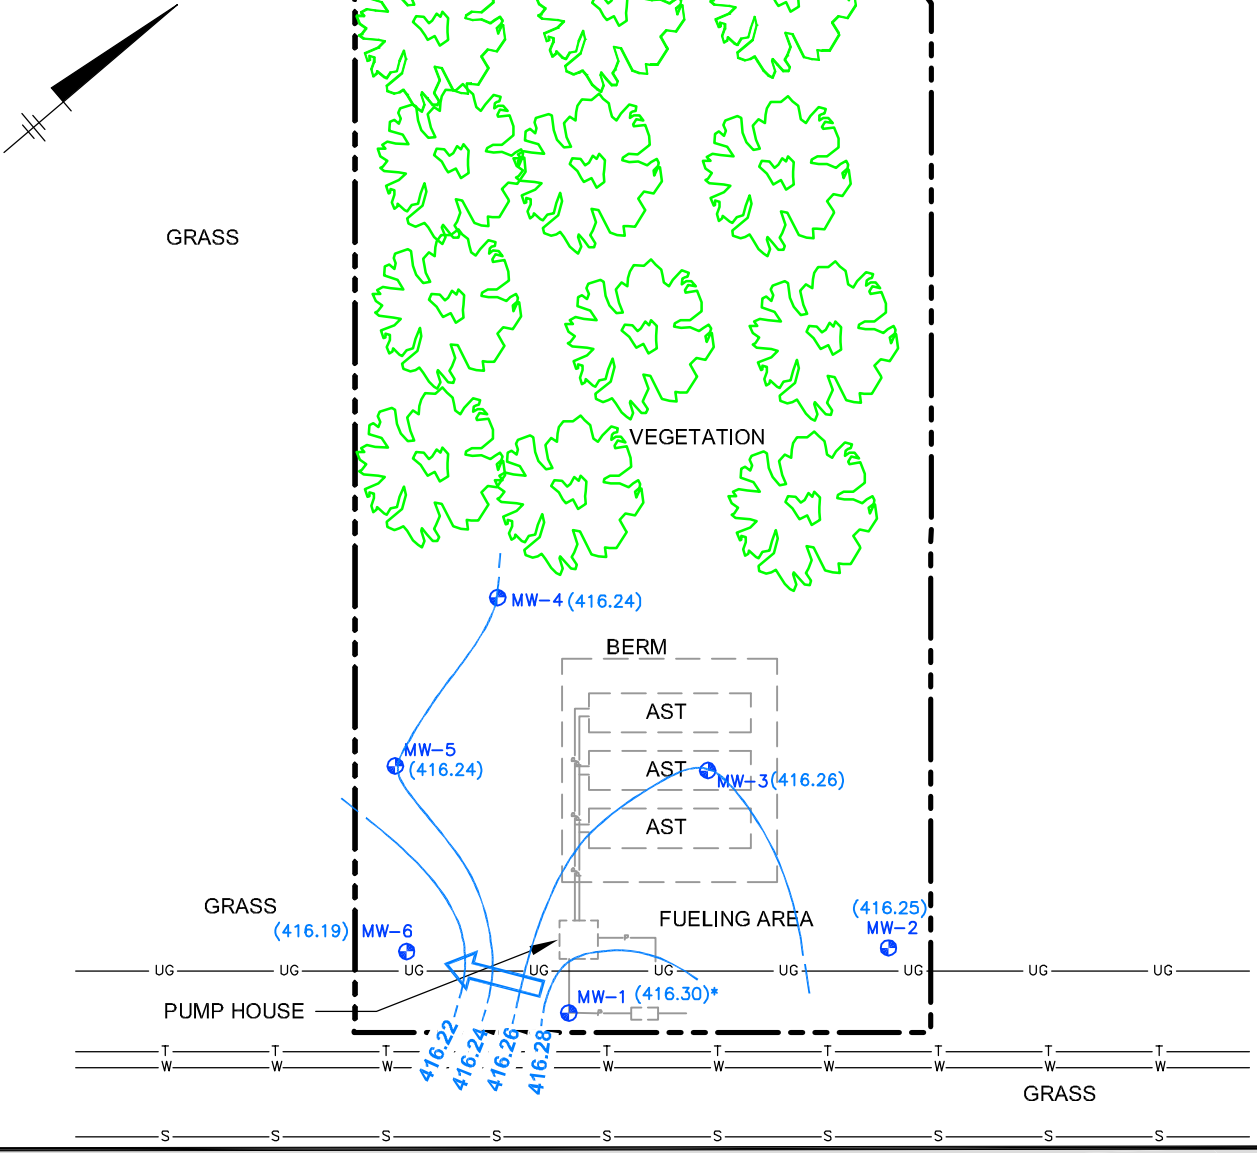 GRASS
VEGETATION
MW-4 (416.24)
BERM
AST
MW-5
(416.24)
AST
MW-3 (416.26)
AST
GRASS
FUELING AREA
(416.25)
MW-2
(416.19) MW-6
UG UG UG UG UG UG UG UG UG
MW-1 (416.30)*
PUMP HOUSE
416.22
416.24
416.26
416.28
T T T T T T T T T
W W W W W W W W W
GRASS
S S S S S S S S S S